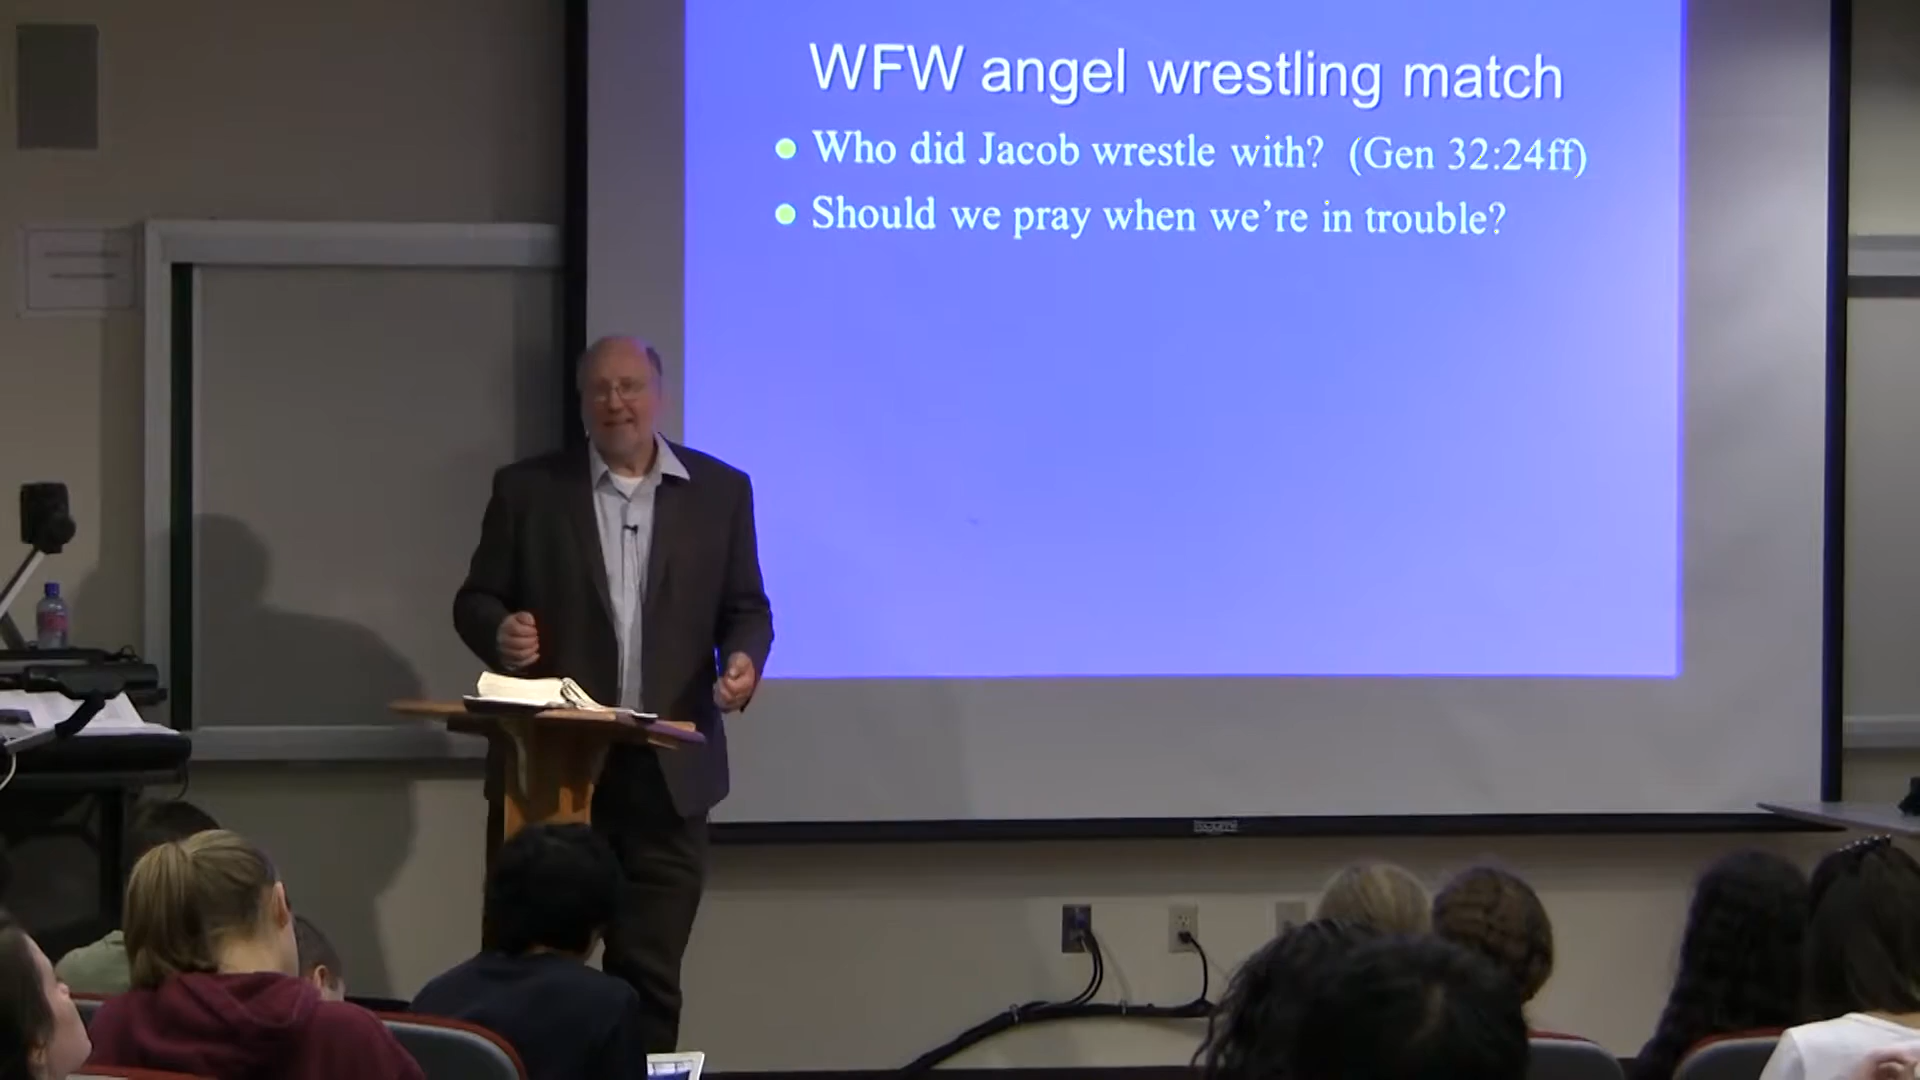 WFW angel wrestling match
Who did Jacob wrestle with? (Gen 32:24ff)
Should we pray when we're in trouble?